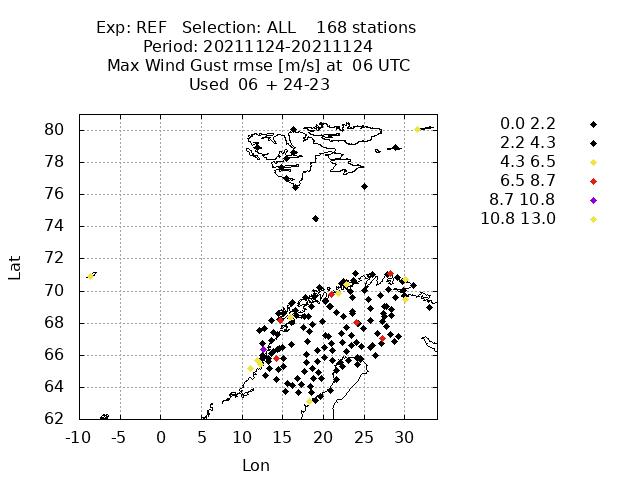 Exp: REF Selection: ALL 168 stations
Period: 20211124-20211124
Max Wind Gust rmse [m/s] at 06 UTC
Used 06 + 24-23
0.0 2.2
2.2 4.3
4.3 6.5
6.5 8.7
8.7 10.8
10.8 13.0
80
78
76
74
72
70
68
66
64
62
Lat
-10 -5 0 5 10 15 20 25 30
Lon